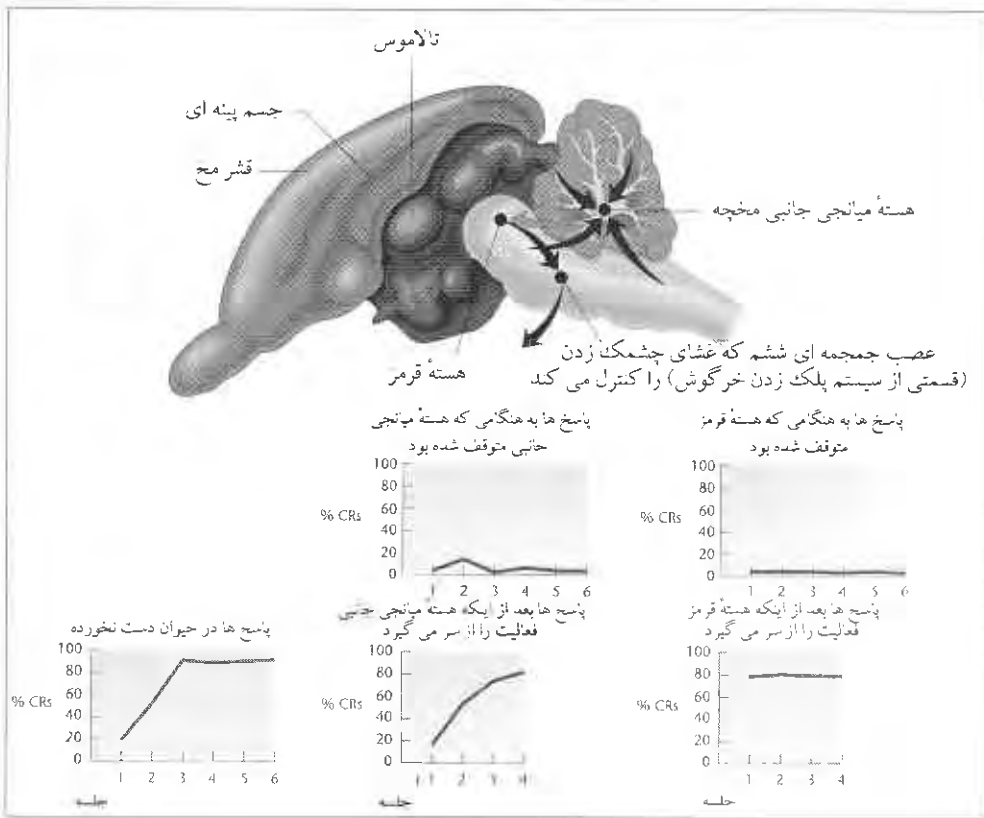 تالاموس
جسم پینه ای
قشر مخ
هستهٔ میانجی جانبی مخچه
عصب جمجمه ای ششم که غشای چشمک زدن
(قسمتی از سیستم پلک زدن خرگوش) را کنترل می کند
هستهٔ قرمز
پاسخ ها به هنگامی که هستهٔ میانجی
جانبی متوقف شده بود
100
80
60
% CRs
40
20
0
1 2 3 4 5 6
پاسخ ها به هنگامی که هستهٔ قرمز
متوقف شده بود
100
80
60
% CRs
40
20
0
1 2 3 4 5 6
پاسخ ها در حیوان دست نخورده
100
80
60
% CRs
40
20
0
1 2 3 4 5 6
جلسه
پاسخ ها بعد از اینکه هستهٔ میانجی جانبی
فعالیت را از سر می گیرد
100
80
60
% CRs
40
20
0
1 2 3 4
جلسه
پاسخ ها بعد از اینکه هستهٔ قرمز
فعالیت را از سر می گیرد
100
80
60
% CRs
40
20
0
1 2 3 4
جلسه